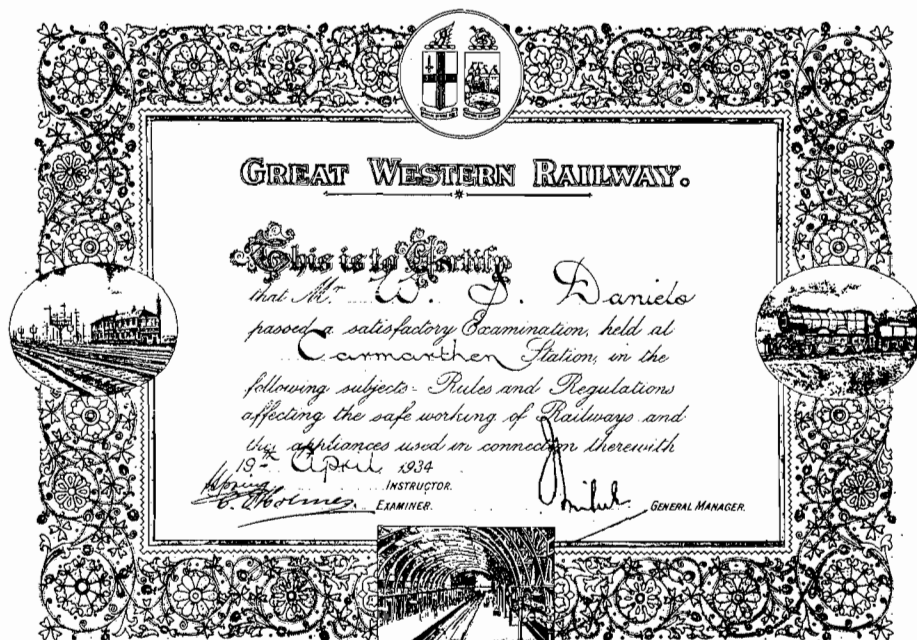 GREAT WESTERN RAILWAY.
This is to Certify
that Mr. W. J. Daniels
passed a satisfactory Examination, held at
Carmarthen Station, in the
following subjects - Rules and Regulations
affecting the safe working of Railways and
the appliances used in connection therewith
19th April 1934
INSTRUCTOR.
EXAMINER.
GENERAL MANAGER.